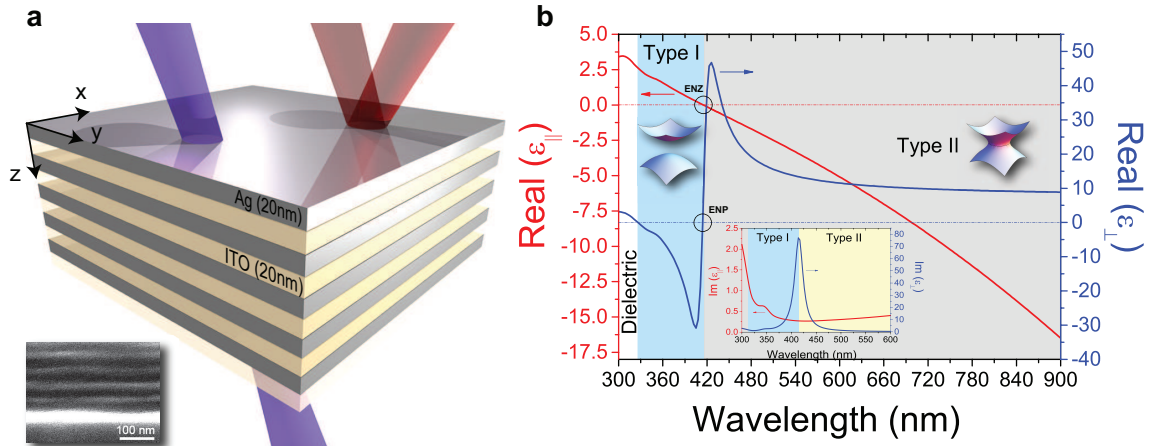 a
x
y
z
Ag (20nm)
ITO (20nm)
100 nm
b
5.0
2.5
0.0
-2.5
-5.0
-7.5
-10.0
-12.5
-15.0
-17.5
Real (ε||)
Type I
ENZ
ENP
Type II
Dielectric
50
40
30
20
10
0
-10
-20
-30
-40
Real (ε⊥)
300 360 420 480 540 600 660 720 780 840 900
Wavelength (nm)
2.5
2.0
1.5
1.0
0.5
0.0
Im (ε||)
Type I
Type II
80
70
60
50
40
30
20
10
0
Im (ε⊥)
300 350 400 450 500 550 600
Wavelength (nm)